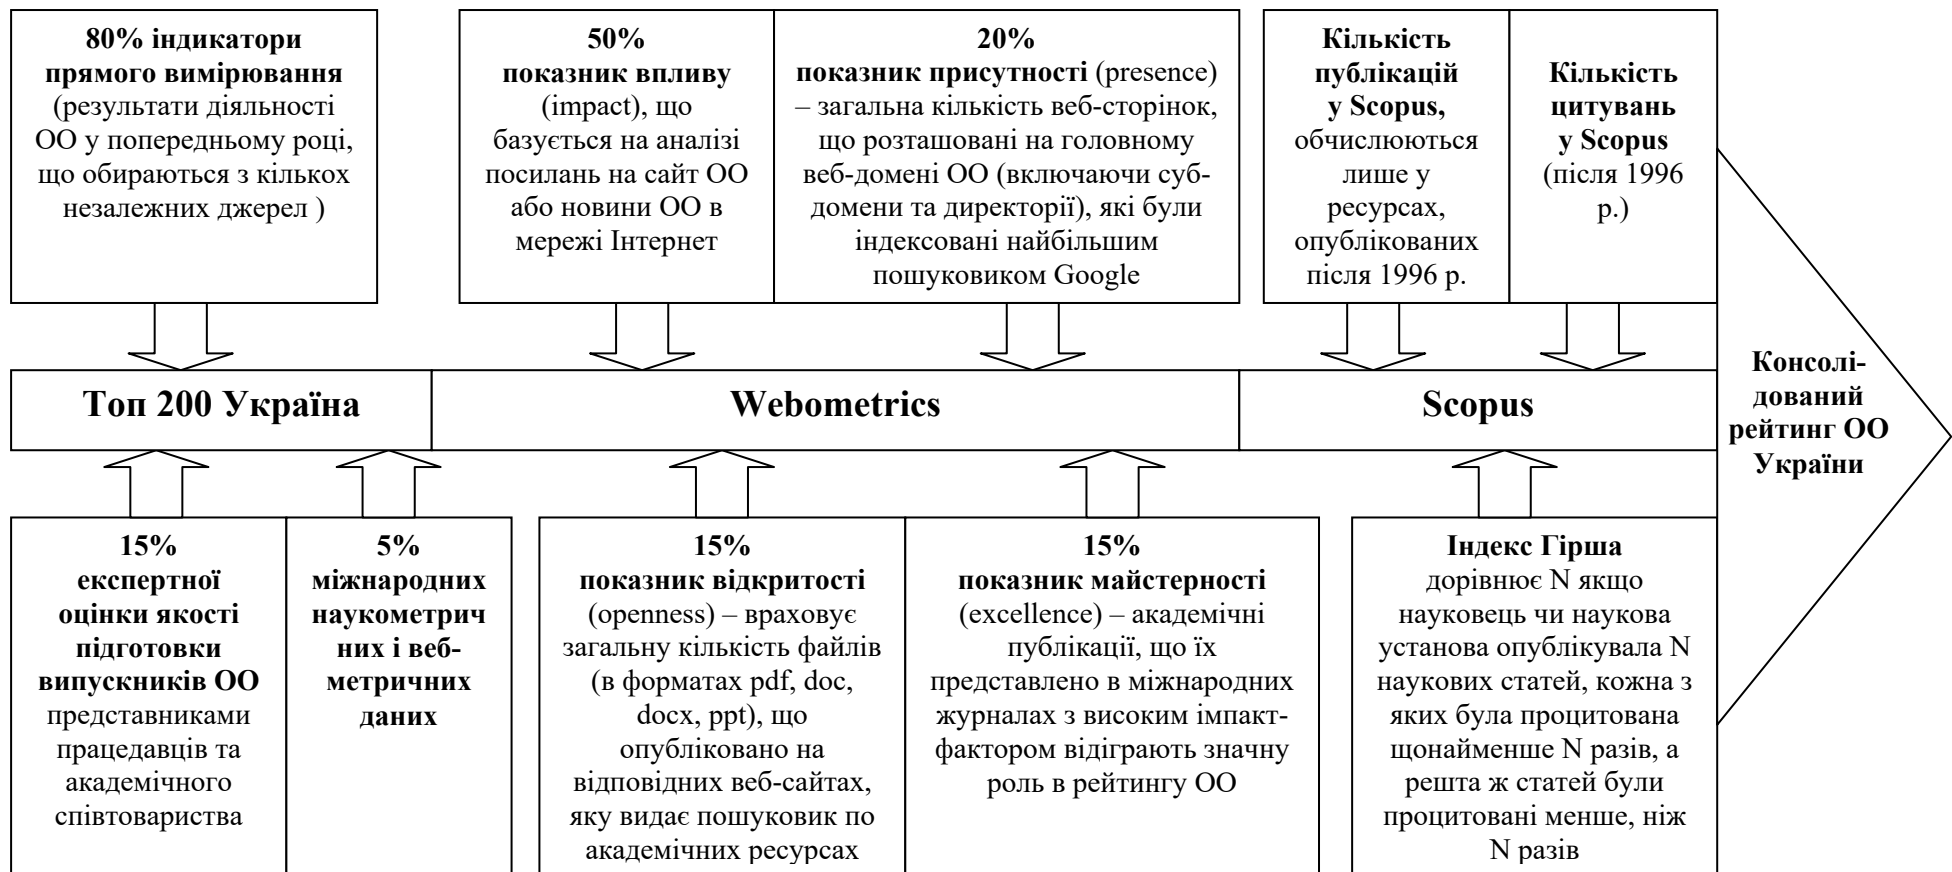 80% індикатори
прямого вимірювання
(результати діяльності
ОО у попередньому році,
що обираються з кількох
незалежних джерел )
50%
показник впливу
(impact), що
базується на аналізі
посилань на сайт ОО
або новини ОО в
мережі Інтернет
20%
показник присутності (presence)
– загальна кількість веб-сторінок,
що розташовані на головному
веб-домені ОО (включаючи суб-
домени та директорії), які були
індексовані найбільшим
пошуковиком Google
Кількість
публікацій
у Scopus,
обчислюються
лише у
ресурсах,
опублікованих
після 1996 р.
Кількість
цитувань
у Scopus
(після 1996
р.)
Топ 200 Україна
Webometrics
Scopus
Консолі-
дований
рейтинг ОО
України
15%
експертної
оцінки якості
підготовки
випускників ОО
представниками
працедавців та
академічного
співтовариства
5%
міжнародних
наукометрич
них і веб-
метричних
даних
15%
показник відкритості
(openness) – враховує
загальну кількість файлів
(в форматах pdf, doc,
docx, ppt), що
опубліковано на
відповідних веб-сайтах,
яку видає пошуковик по
академічних ресурсах
15%
показник майстерності
(excellence) – академічні
публікації, що їх
представлено в міжнародних
журналах з високим імпакт-
фактором відіграють значну
роль в рейтингу ОО
Індекс Гірша
дорівнює N якщо
науковець чи наукова
установа опублікувала N
наукових статей, кожна з
яких була процитована
щонайменше N разів, а
решта ж статей були
процитовані менше, ніж
N разів